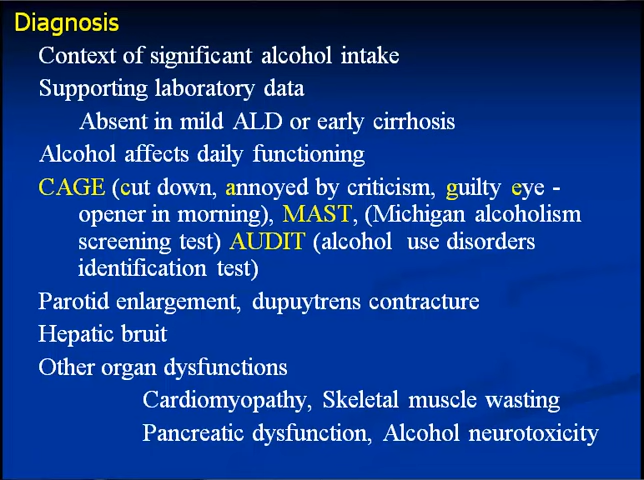 Diagnosis
Context of significant alcohol intake
Supporting laboratory data
Absent in mild ALD or early cirrhosis
Alcohol affects daily functioning
CAGE (cut down, annoyed by criticism, guilty eye -
opener in morning), MAST, (Michigan alcoholism
screening test) AUDIT (alcohol use disorders
identification test)
Parotid enlargement, dupuytrens contracture
Hepatic bruit
Other organ dysfunctions
Cardiomyopathy, Skeletal muscle wasting
Pancreatic dysfunction, Alcohol neurotoxicity